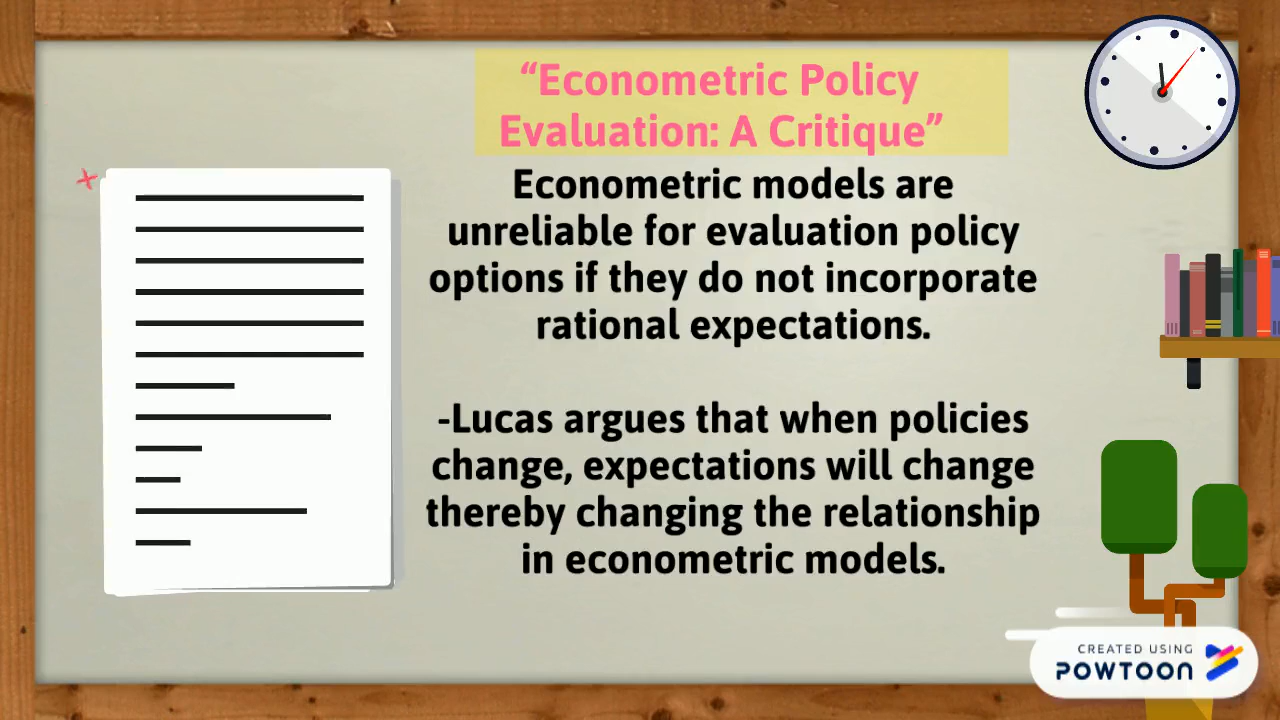 “Econometric Policy
Evaluation: A Critique”
Econometric models are
unreliable for evaluation policy
options if they do not incorporate
rational expectations.
-Lucas argues that when policies
change, expectations will change
thereby changing the relationship
in econometric models.
CREATED USING
POWTOON